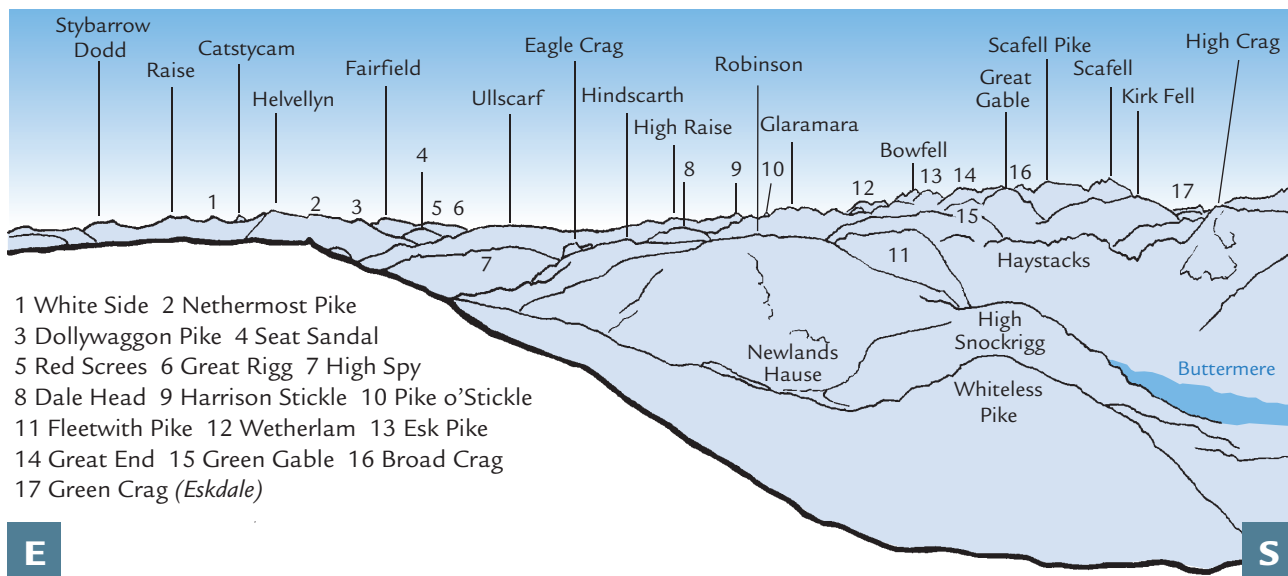 Stybarrow
Dodd
Raise
Catstycam
Helvellyn
Fairfield
Ullscarf
Eagle Crag
Hindscarth
High Raise
Robinson
Glaramara
Bowfell
Great
Gable
Scafell Pike
Scafell
Kirk Fell
High Crag
1
2
3
4
5
6
7
8
9
10
11
12
13
14
15
16
17
Haystacks
High
Snockrigg
Newlands
Hause
Whiteless
Pike
Buttermere
1 White Side 2 Nethermost Pike
3 Dollywaggon Pike 4 Seat Sandal
5 Red Screes 6 Great Rigg 7 High Spy
8 Dale Head 9 Harrison Stickle 10 Pike o’Stickle
11 Fleetwith Pike 12 Wetherlam 13 Esk Pike
14 Great End 15 Green Gable 16 Broad Crag
17 Green Crag (Eskdale)
E
S